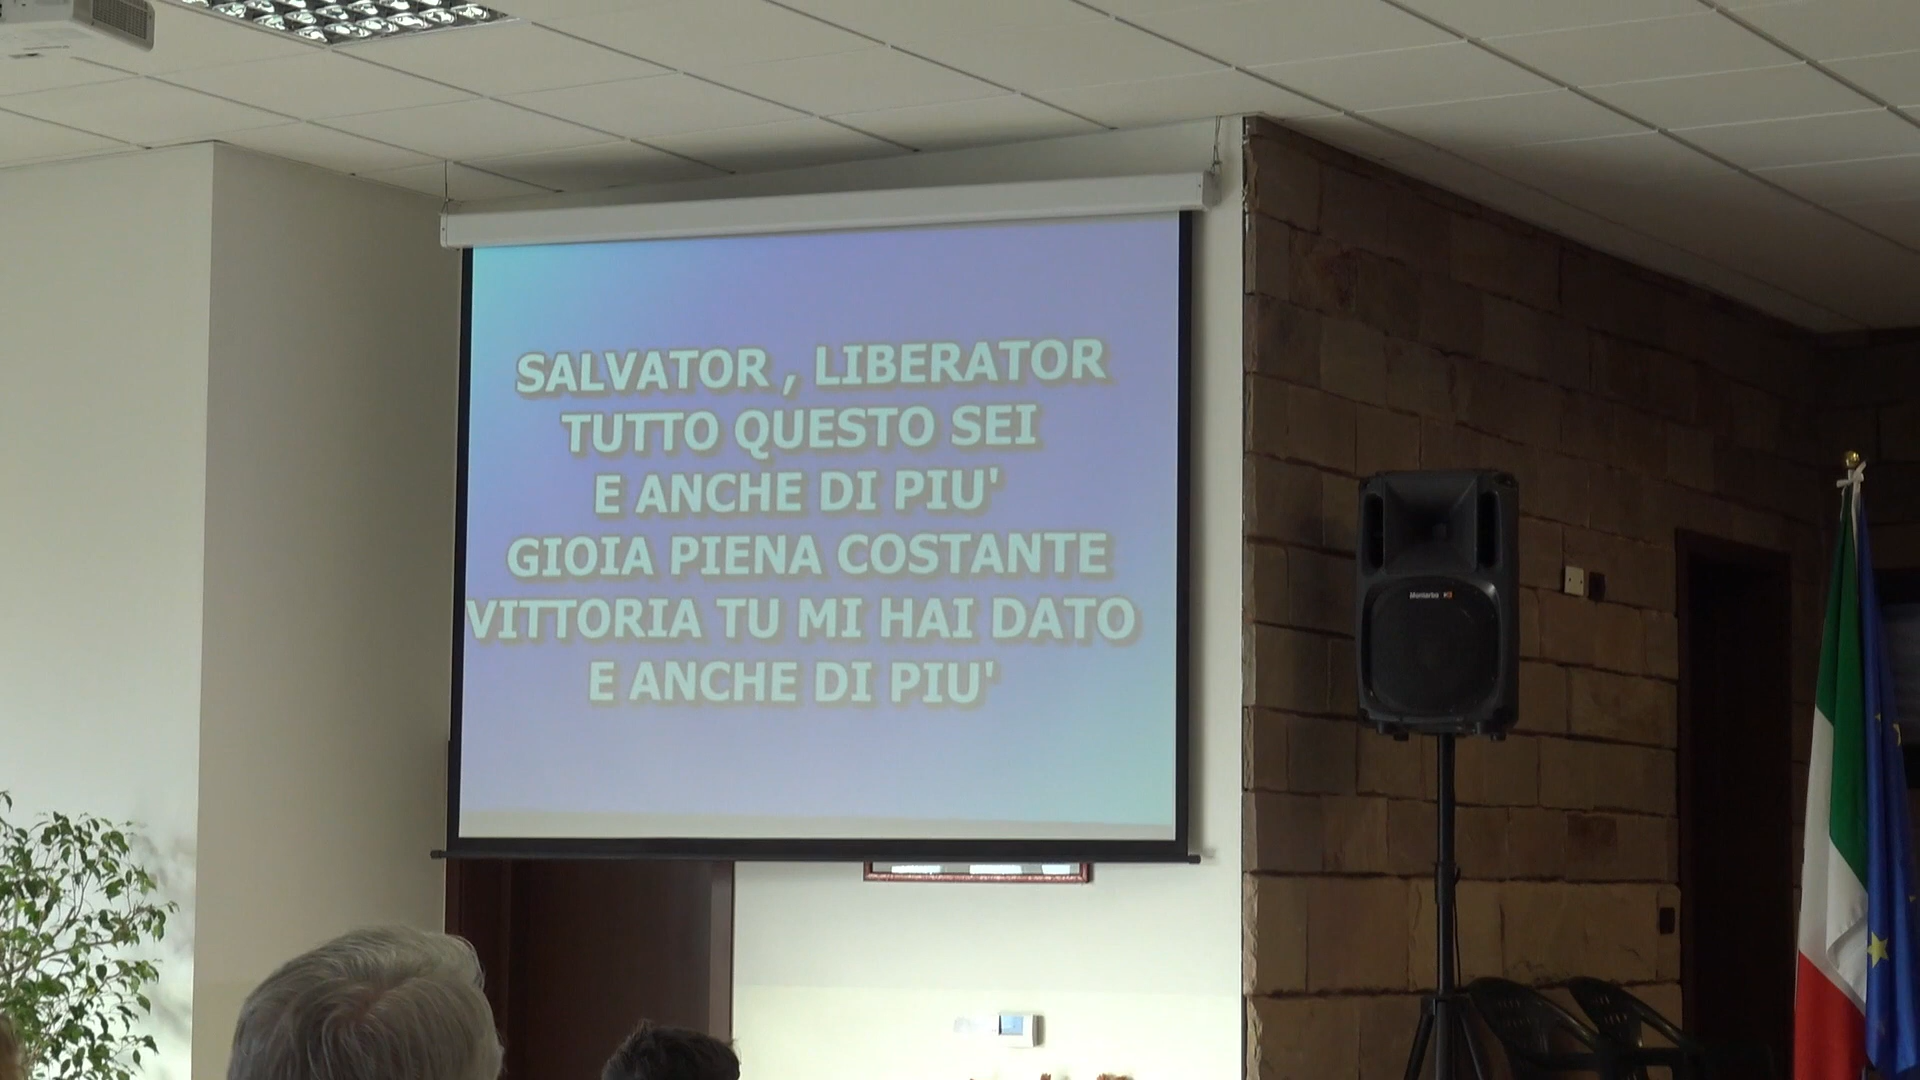 SALVATOR , LIBERATOR
TUTTO QUESTO SEI
E ANCHE DI PIU'
GIOIA PIENA COSTANTE
VITTORIA TU MI HAI DATO
E ANCHE DI PIU'
Montarbo